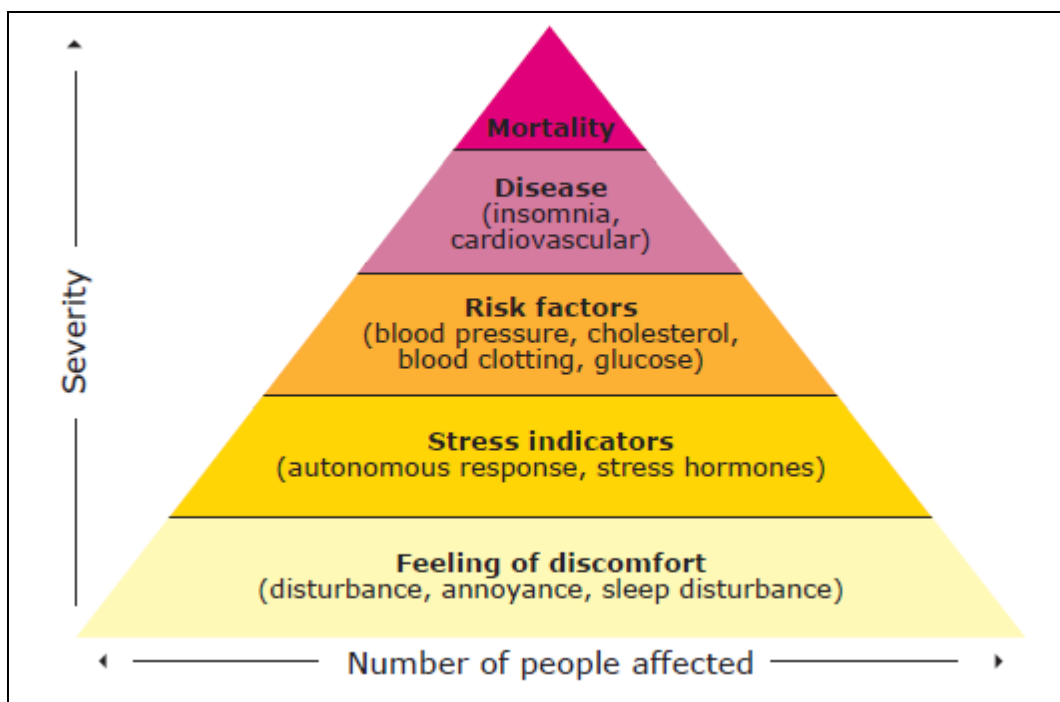 Mortality
Disease
(insomnia,
cardiovascular)
Risk factors
(blood pressure, cholesterol,
blood clotting, glucose)
Stress indicators
(autonomous response, stress hormones)
Feeling of discomfort
(disturbance, annoyance, sleep disturbance)
Severity
Number of people affected